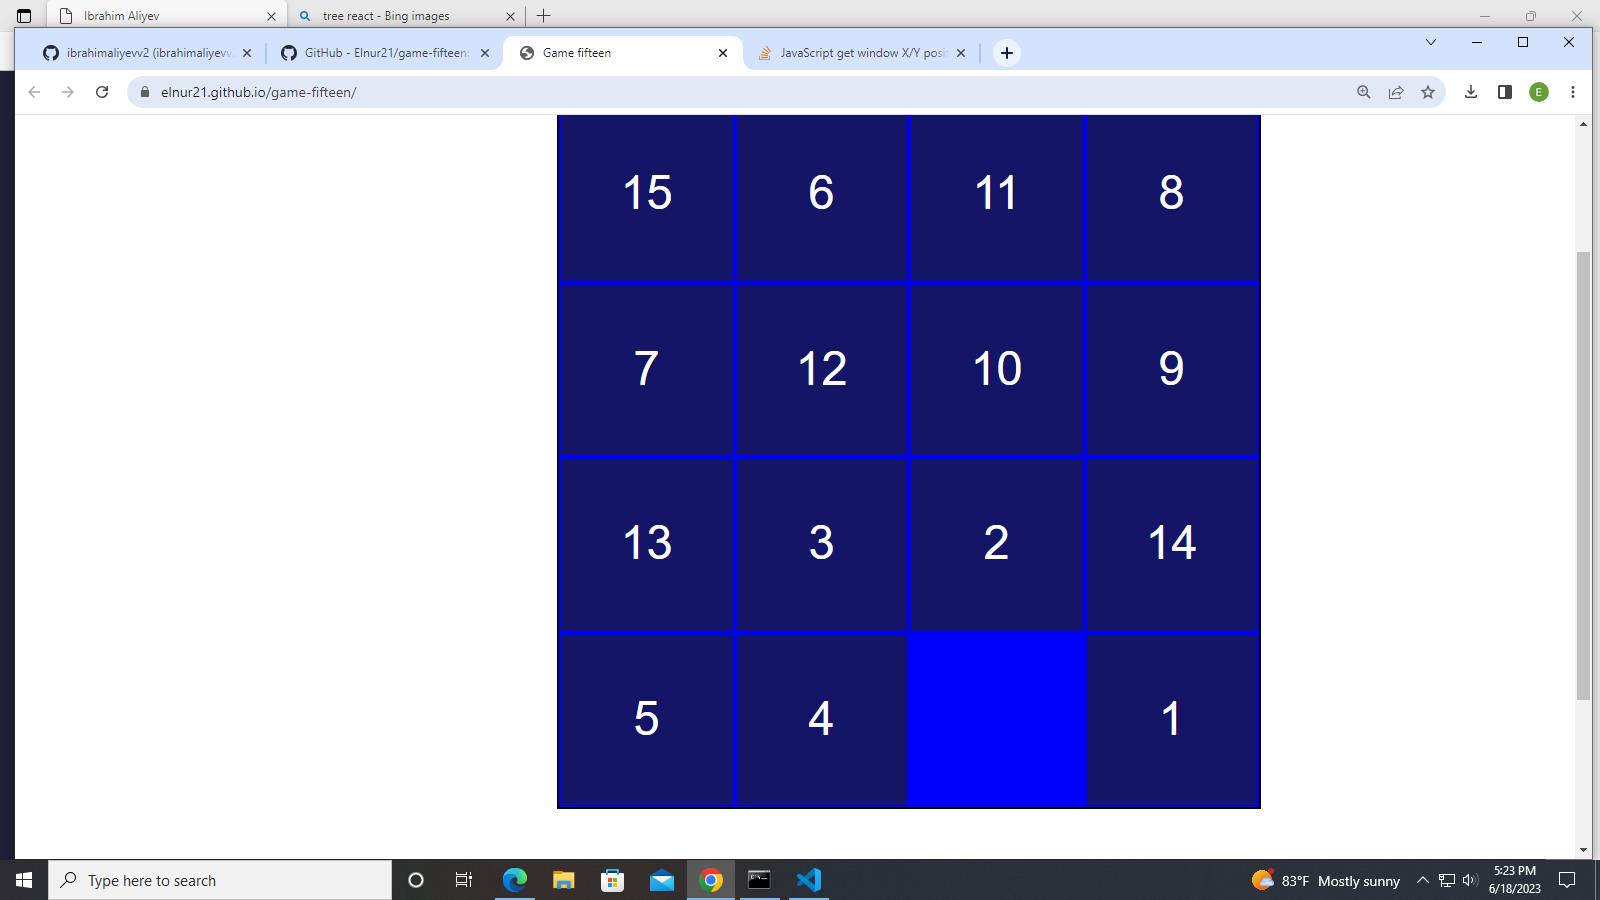 Ibrahim Aliyev
tree react - Bing images
ibrahimaliyevv2 (ibrahimaliyevv
GitHub - Elnur21/game-fifteen:
Game fifteen
JavaScript get window X/Y posi
elnur21.github.io/game-fifteen/
E
15 6 11 8
7 12 10 9
13 3 2 14
5 4 1
Type here to search
83°F Mostly sunny
5:23 PM
6/18/2023